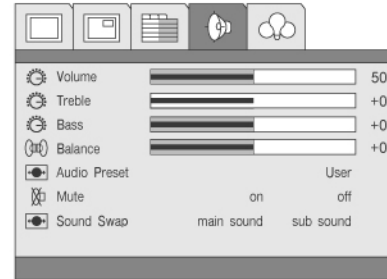 Volume 50
Treble +0
Bass +0
Balance +0
Audio Preset User
Mute on off
Sound Swap main sound sub sound